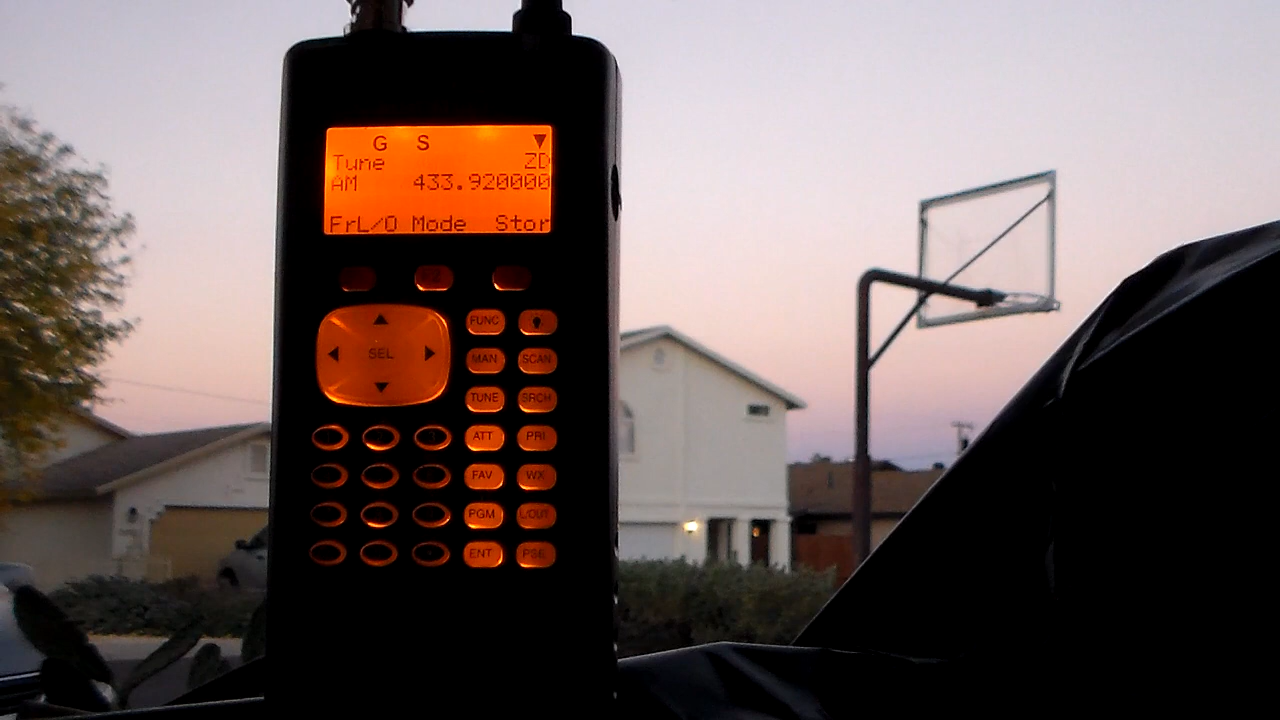 G S ▼
Tune ZD
AM 433.920000
FrL/O Mode Stor
FUNC
SEL
MAN SCAN
TUNE SRCH
ATT PRI
FAV WX
PGM L/OUT
ENT PSE